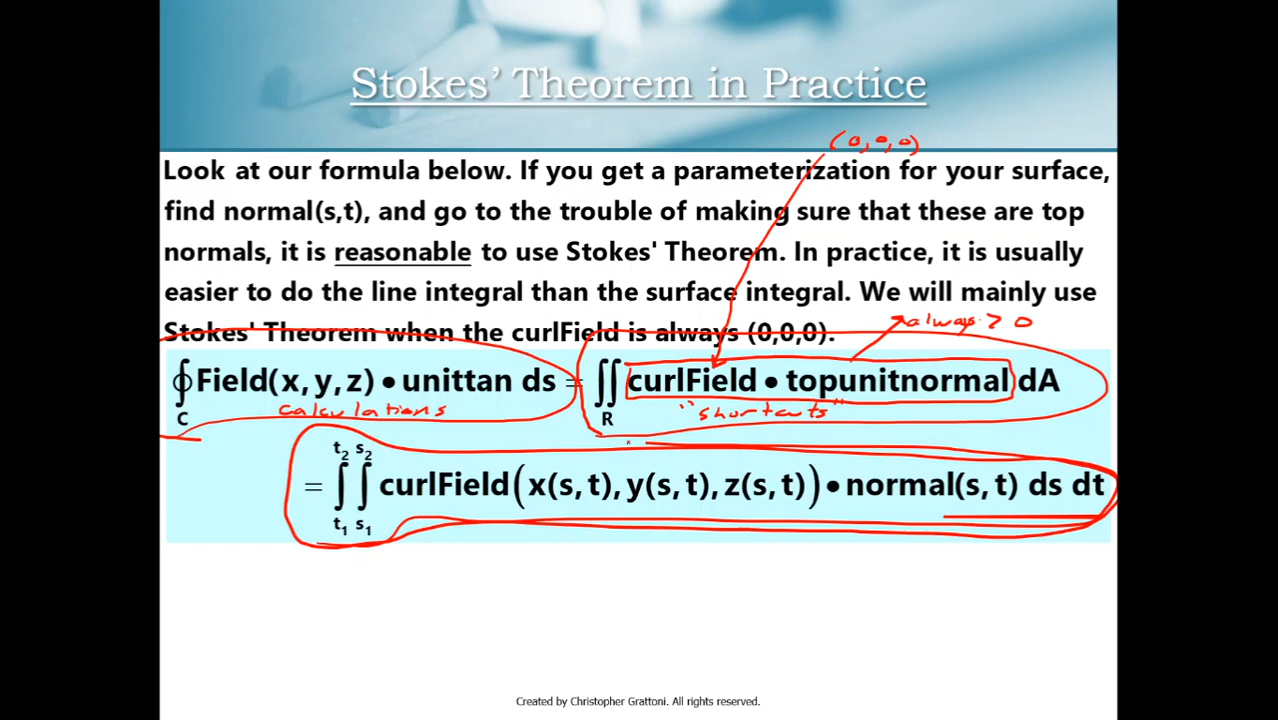 Stokes' Theorem in Practice
(0,0,0)
Look at our formula below. If you get a parameterization for your surface,
find normal(s,t), and go to the trouble of making sure that these are top
normals, it is reasonable to use Stokes' Theorem. In practice, it is usually
easier to do the line integral than the surface integral. We will mainly use
always > 0
Stokes' Theorem when the curlField is always (0,0,0).
∮_C Field(x,y,z) • unittan ds = ∬_R curlField • topunitnormal dA
calculations "shortcuts"
= ∫_{t₁}^{t₂} ∫_{s₁}^{s₂} curlField(x(s,t), y(s,t), z(s,t)) • normal(s,t) ds dt
Created by Christopher Grattoni. All rights reserved.